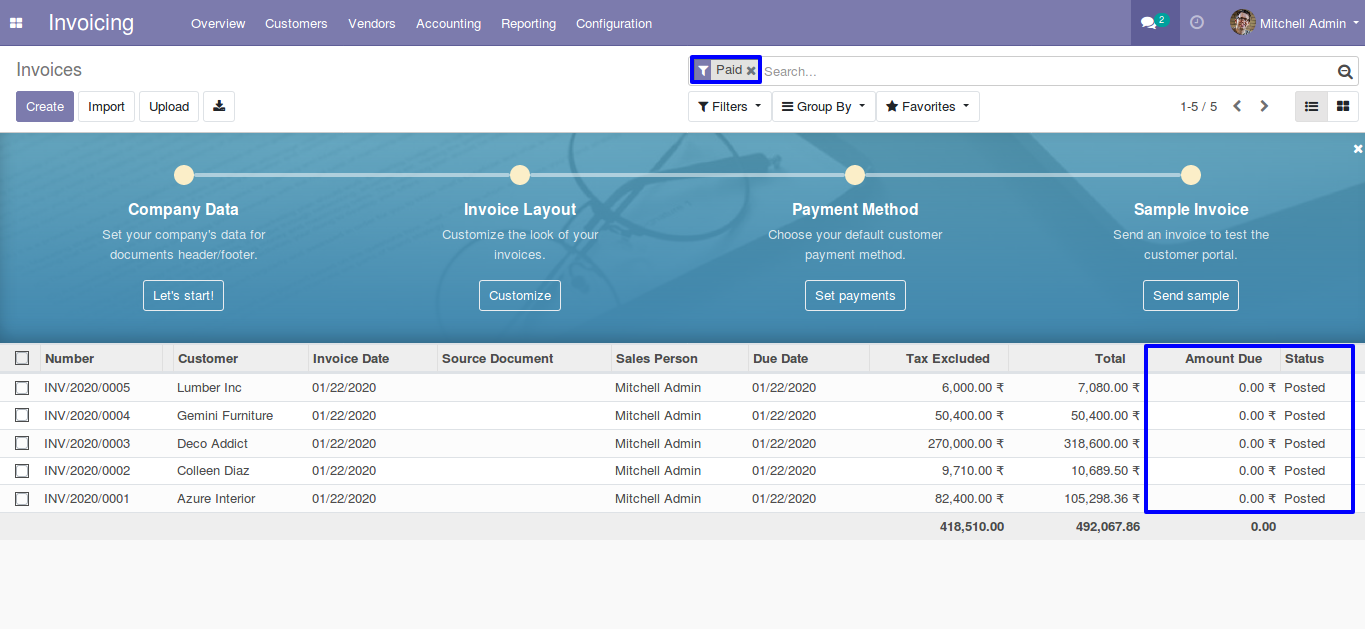 Invoicing Overview Customers Vendors Accounting Reporting Configuration 2 Mitchell Admin
Invoices Paid Search...
Create Import Upload Filters Group By Favorites 1-5 / 5
Company Data Invoice Layout Payment Method Sample Invoice
Set your company's data for Customize the look of your Choose your default customer Send an invoice to test the
documents header/footer. invoices. payment method. customer portal.
Let's start! Customize Set payments Send sample
Number Customer Invoice Date Source Document Sales Person Due Date Tax Excluded Total Amount Due Status
INV/2020/0005 Lumber Inc 01/22/2020 Mitchell Admin 01/22/2020 6,000.00 ₹ 7,080.00 ₹ 0.00 ₹ Posted
INV/2020/0004 Gemini Furniture 01/22/2020 Mitchell Admin 01/22/2020 50,400.00 ₹ 50,400.00 ₹ 0.00 ₹ Posted
INV/2020/0003 Deco Addict 01/22/2020 Mitchell Admin 01/22/2020 270,000.00 ₹ 318,600.00 ₹ 0.00 ₹ Posted
INV/2020/0002 Colleen Diaz 01/22/2020 Mitchell Admin 01/22/2020 9,710.00 ₹ 10,689.50 ₹ 0.00 ₹ Posted
INV/2020/0001 Azure Interior 01/22/2020 Mitchell Admin 01/22/2020 82,400.00 ₹ 105,298.36 ₹ 0.00 ₹ Posted
418,510.00 492,067.86 0.00